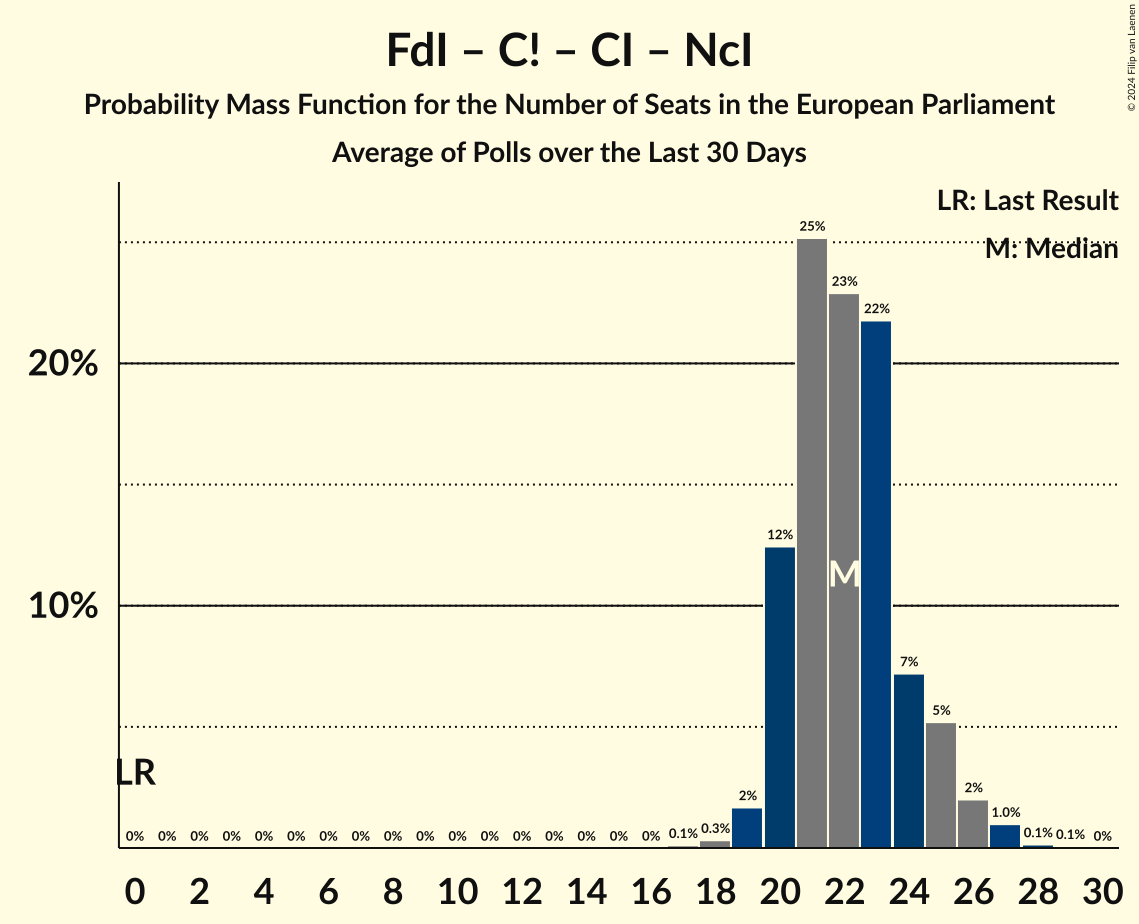 FdI – C! – CI – NcI
Probability Mass Function for the Number of Seats in the European Parliament
Average of Polls over the Last 30 Days
© 2024 Filip van Laenen
LR: Last Result
M: Median
20%
10%
LR
M
0% 0% 0% 0% 0% 0% 0% 0% 0% 0% 0% 0% 0% 0% 0% 0% 0% 0.1% 0.3% 2% 12% 25% 23% 22% 7% 5% 2% 1.0% 0.1% 0.1% 0%
0 2 4 6 8 10 12 14 16 18 20 22 24 26 28 30